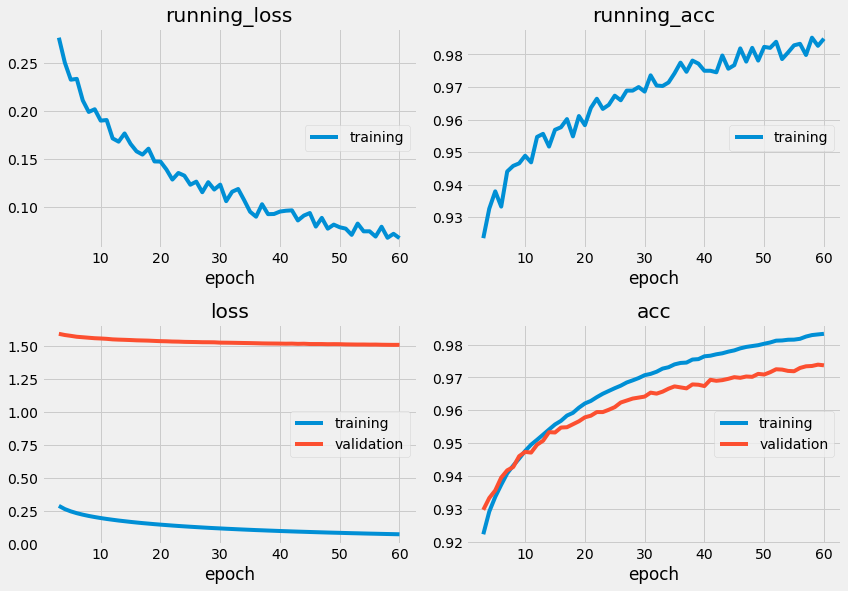 running_loss
0.25
0.20
0.15
0.10
training
10 20 30 40 50 60
epoch
running_acc
0.98
0.97
0.96
0.95
0.94
0.93
training
10 20 30 40 50 60
epoch
loss
1.50
1.25
1.00
0.75
0.50
0.25
0.00
training
validation
10 20 30 40 50 60
epoch
acc
0.98
0.97
0.96
0.95
0.94
0.93
0.92
training
validation
10 20 30 40 50 60
epoch